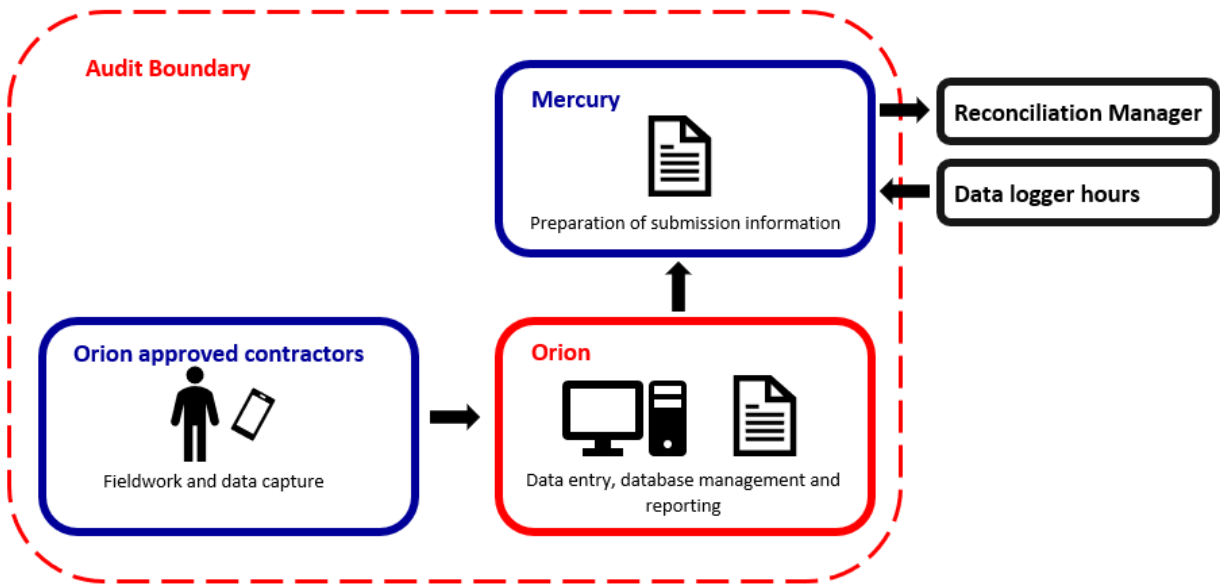 Audit Boundary
Mercury
Preparation of submission information
Reconciliation Manager
Data logger hours
Orion approved contractors
Fieldwork and data capture
Orion
Data entry, database management and
reporting